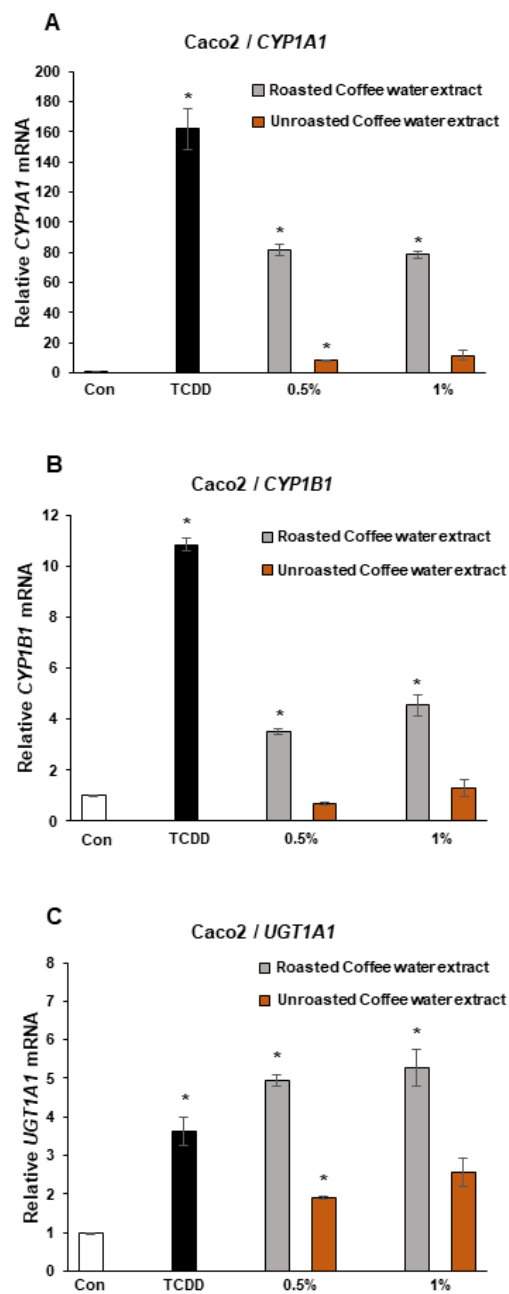 A
Caco2 / CYP1A1
Relative CYP1A1 mRNA
200
180
160
140
120
100
80
60
40
20
0
*
*
*
*
Roasted Coffee water extract
Unroasted Coffee water extract
Con TCDD 0.5% 1%
B
Caco2 / CYP1B1
Relative CYP1B1 mRNA
12
10
8
6
4
2
0
*
*
*
Roasted Coffee water extract
Unroasted Coffee water extract
Con TCDD 0.5% 1%
C
Caco2 / UGT1A1
Relative UGT1A1 mRNA
8
7
6
5
4
3
2
1
0
*
*
*
*
Roasted Coffee water extract
Unroasted Coffee water extract
Con TCDD 0.5% 1%